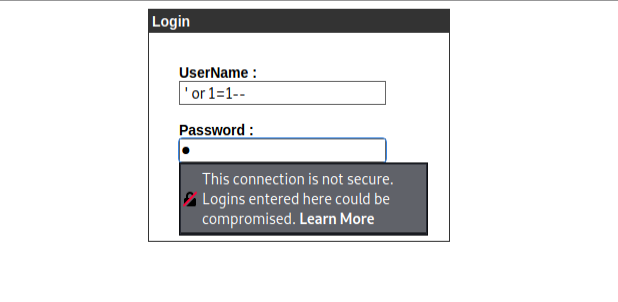 Login
UserName :
' or 1=1--
Password :
●
This connection is not secure.
Logins entered here could be
compromised. Learn More